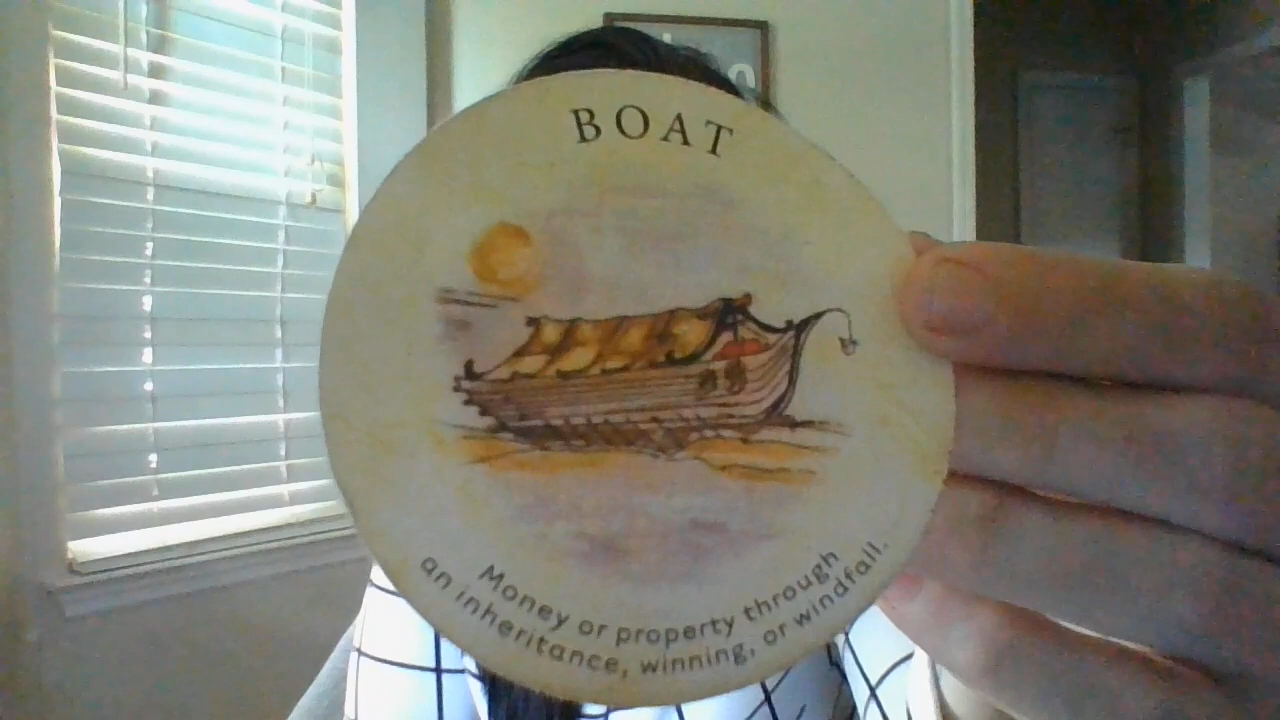 BOAT
Money or property through
an inheritance, winning, or windfall.